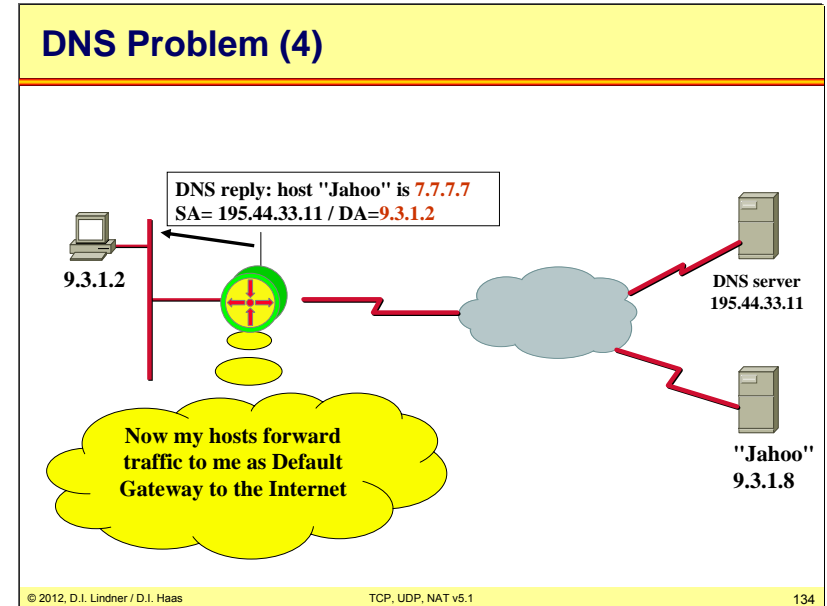 DNS Problem (4)
DNS reply: host "Jahoo" is 7.7.7.7
SA= 195.44.33.11 / DA=9.3.1.2
9.3.1.2
DNS server
195.44.33.11
Now my hosts forward
traffic to me as Default
Gateway to the Internet
"Jahoo"
9.3.1.8
© 2012, D.I. Lindner / D.I. Haas
TCP, UDP, NAT v5.1
134